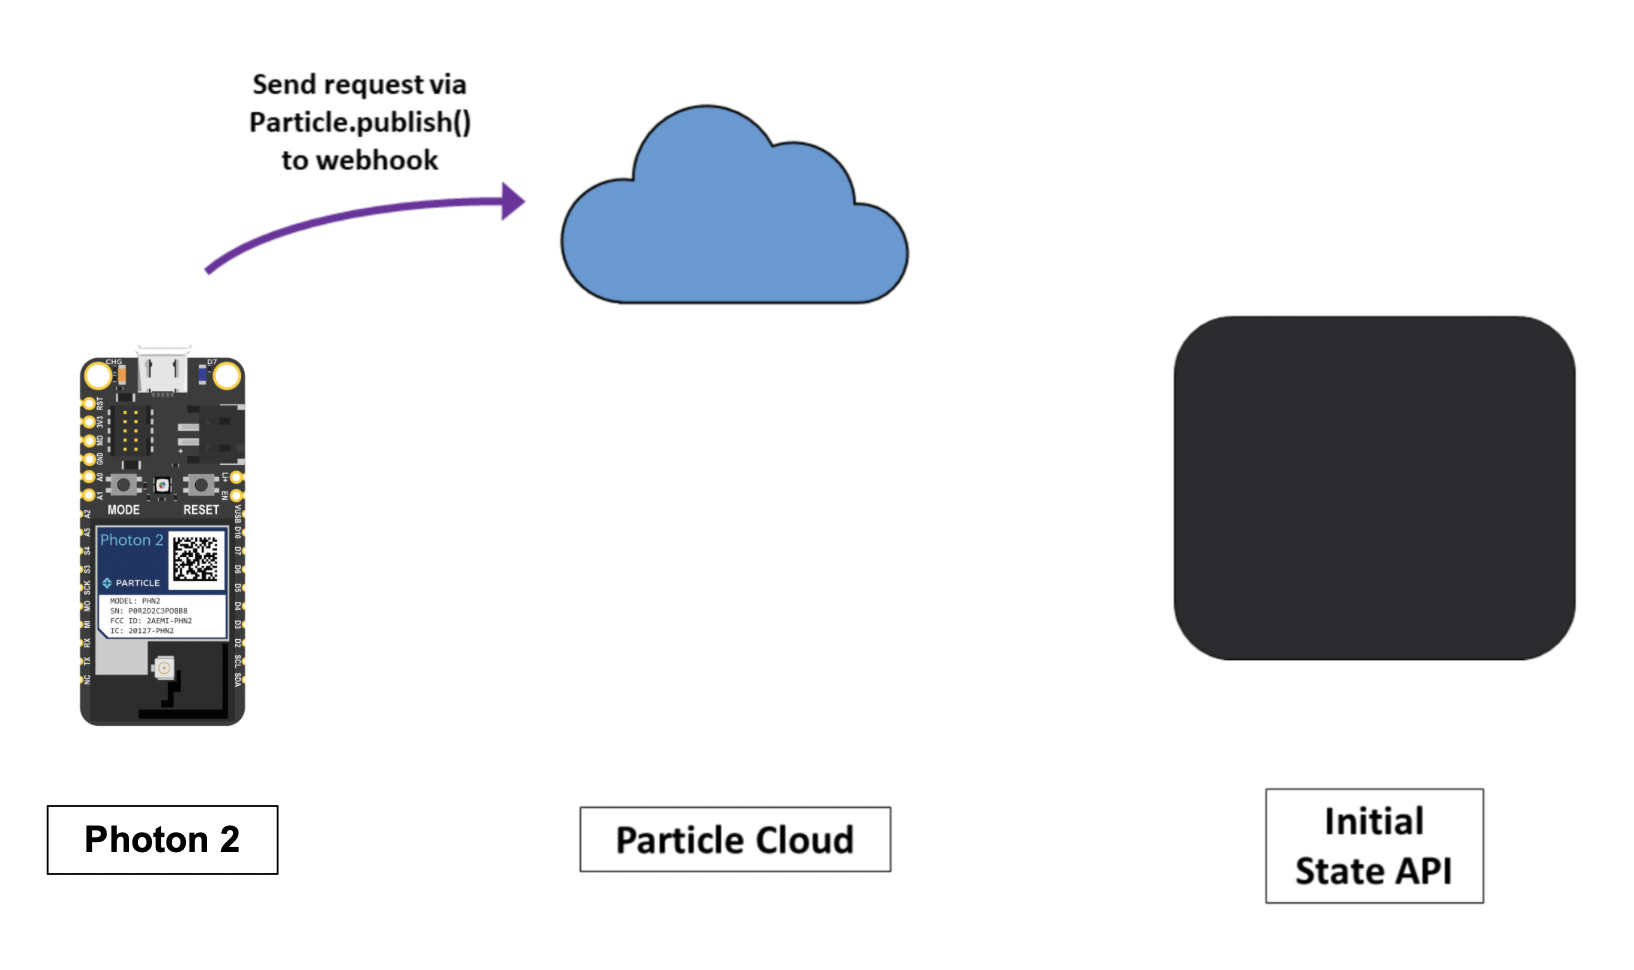 Send request via
Particle.publish()
to webhook
CHG
D7
RST
3V3
MD
GND
A0
A1
A2
A5
S4
S3
SCK
MO
MI
RX
TX
NC
LI+
EN
VUSB
D10
D7
D6
D5
D4
D3
D2
SCL
SDA
MODE
RESET
Photon 2
PARTICLE
MODEL: PHN2
SN: P0R2D2C3POBB8
FCC ID: 2AEMI-PHN2
IC: 20127-PHN2
Photon 2
Particle Cloud
Initial
State API